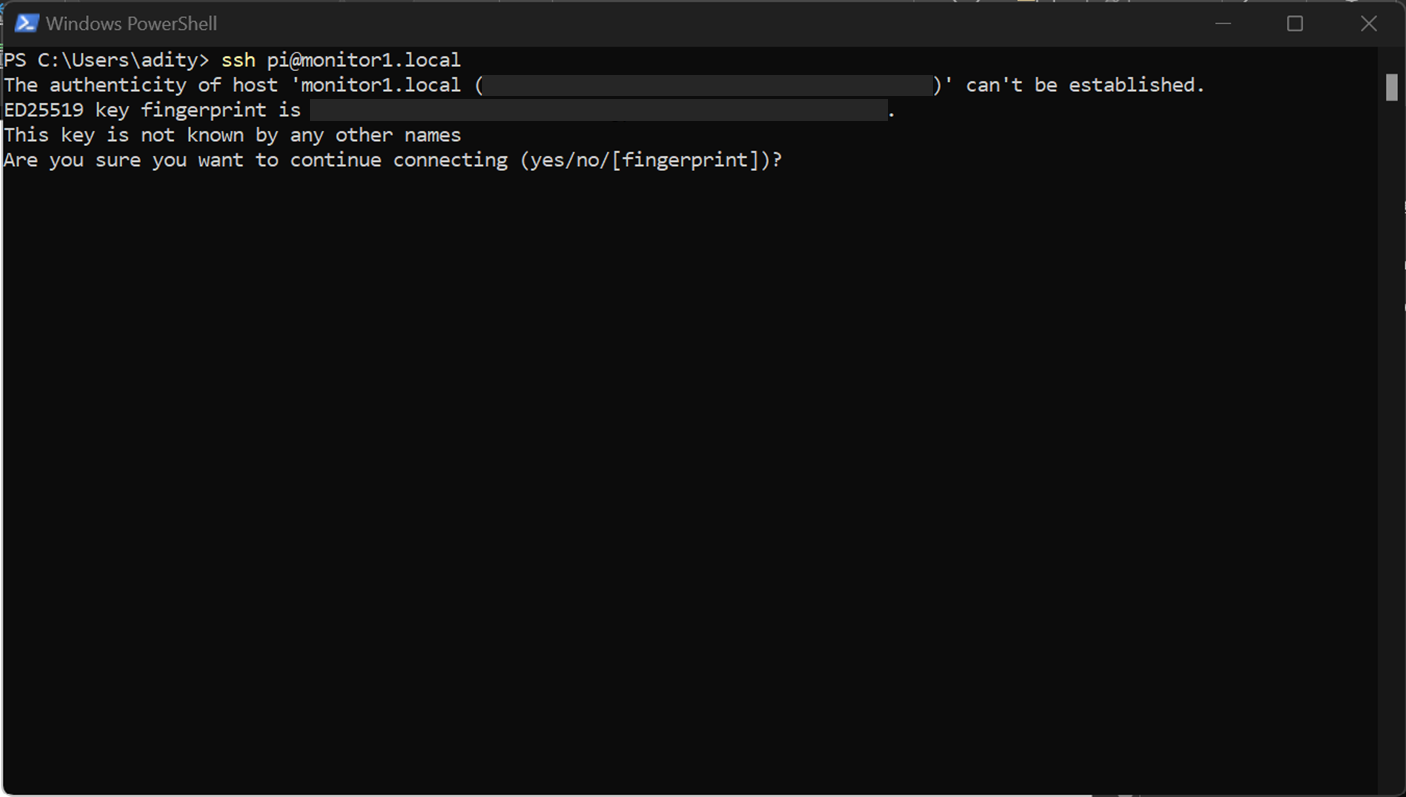 Windows PowerShell
PS C:\Users\adity> ssh pi@monitor1.local
The authenticity of host 'monitor1.local ( )' can't be established.
ED25519 key fingerprint is .
This key is not known by any other names
Are you sure you want to continue connecting (yes/no/[fingerprint])?